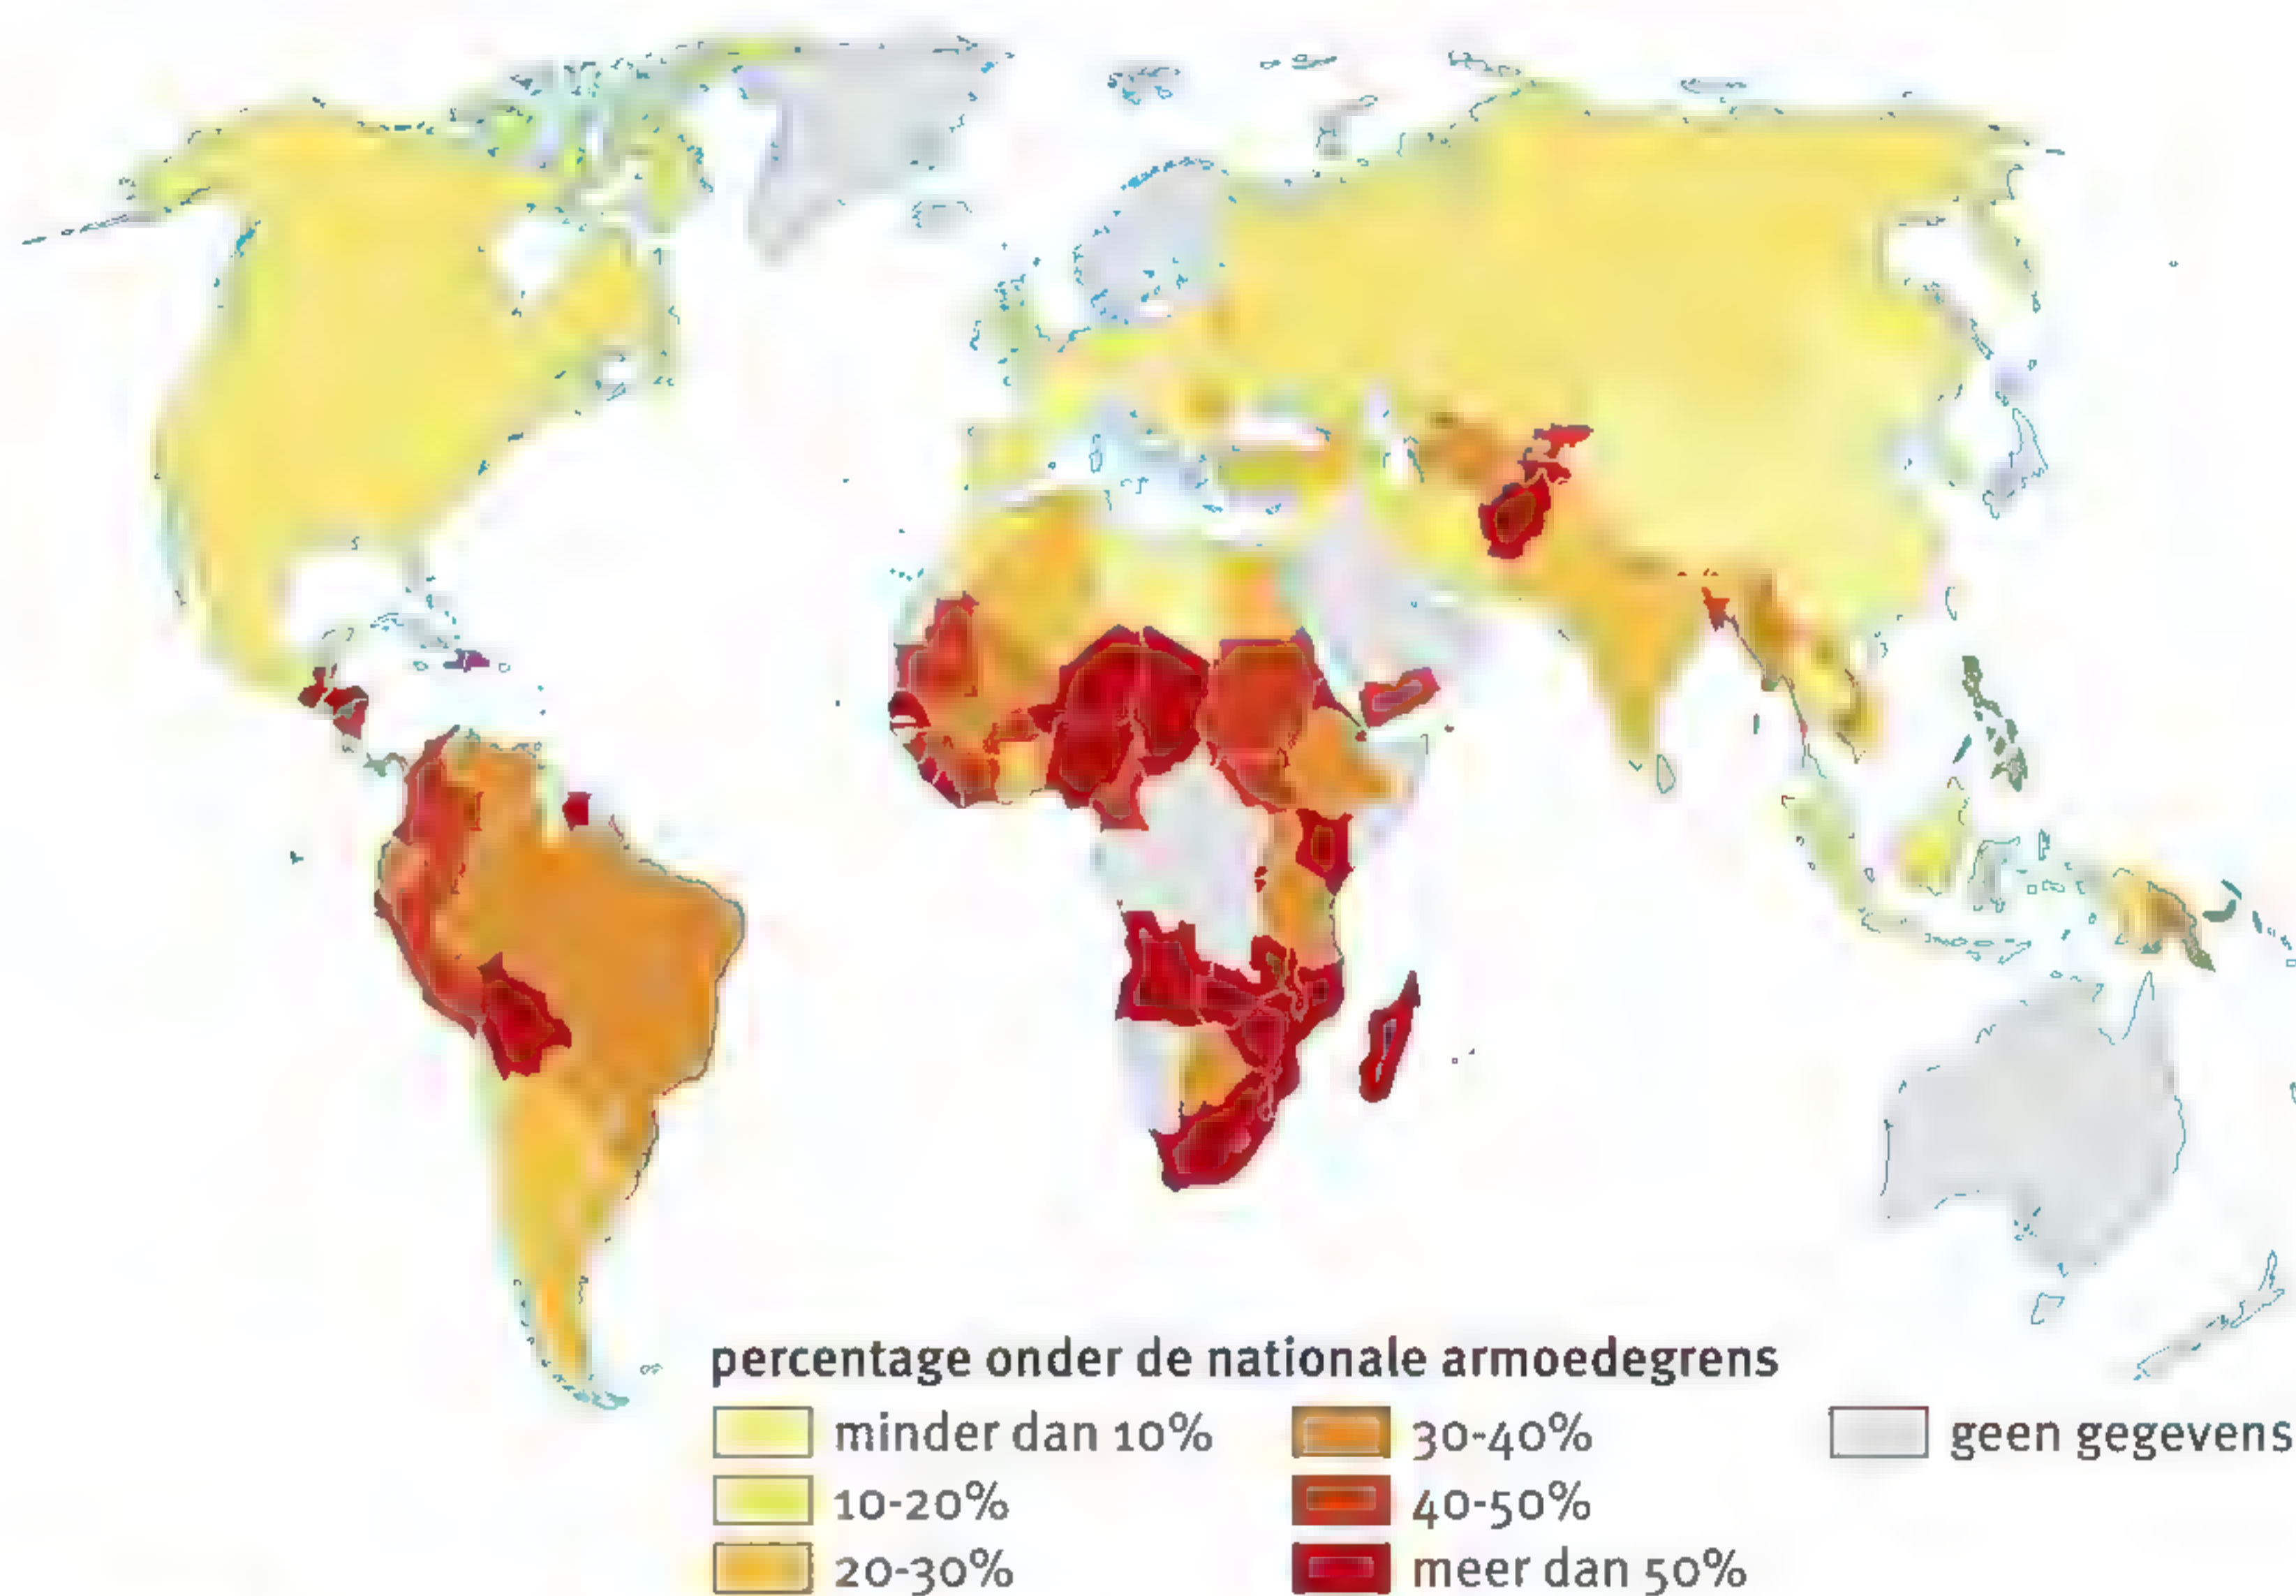 percentage onder de nationale armoedegrens
minder dan 10%
10-20%
20-30%
30-40%
40-50%
meer dan 50%
geen gegevens